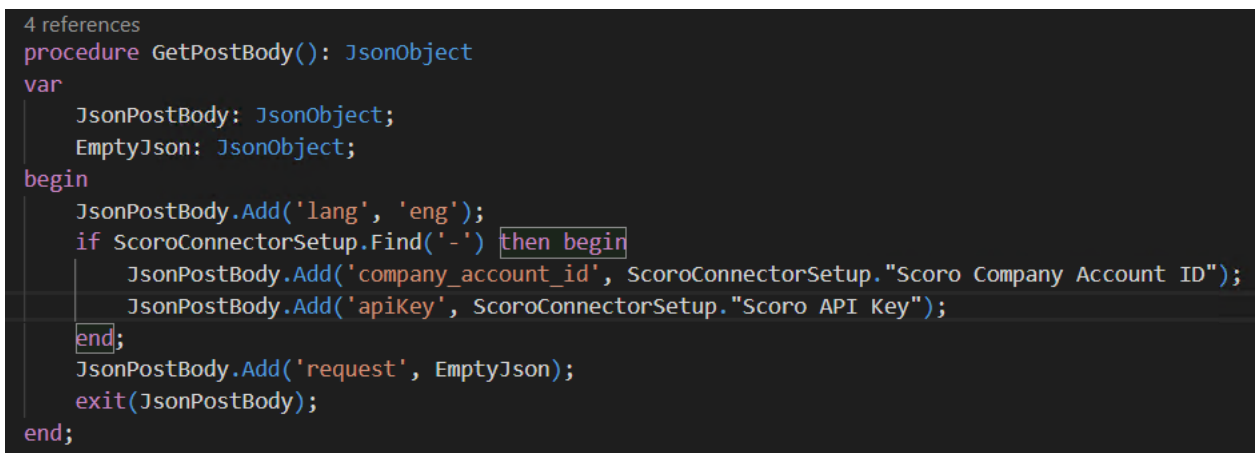 4 references
procedure GetPostBody(): JsonObject
var
    JsonPostBody: JsonObject;
    EmptyJson: JsonObject;
begin
    JsonPostBody.Add('lang', 'eng');
    if ScoroConnectorSetup.Find('-') then begin
        JsonPostBody.Add('company_account_id', ScoroConnectorSetup."Scoro Company Account ID");
        JsonPostBody.Add('apiKey', ScoroConnectorSetup."Scoro API Key");
    end;
    JsonPostBody.Add('request', EmptyJson);
    exit(JsonPostBody);
end;